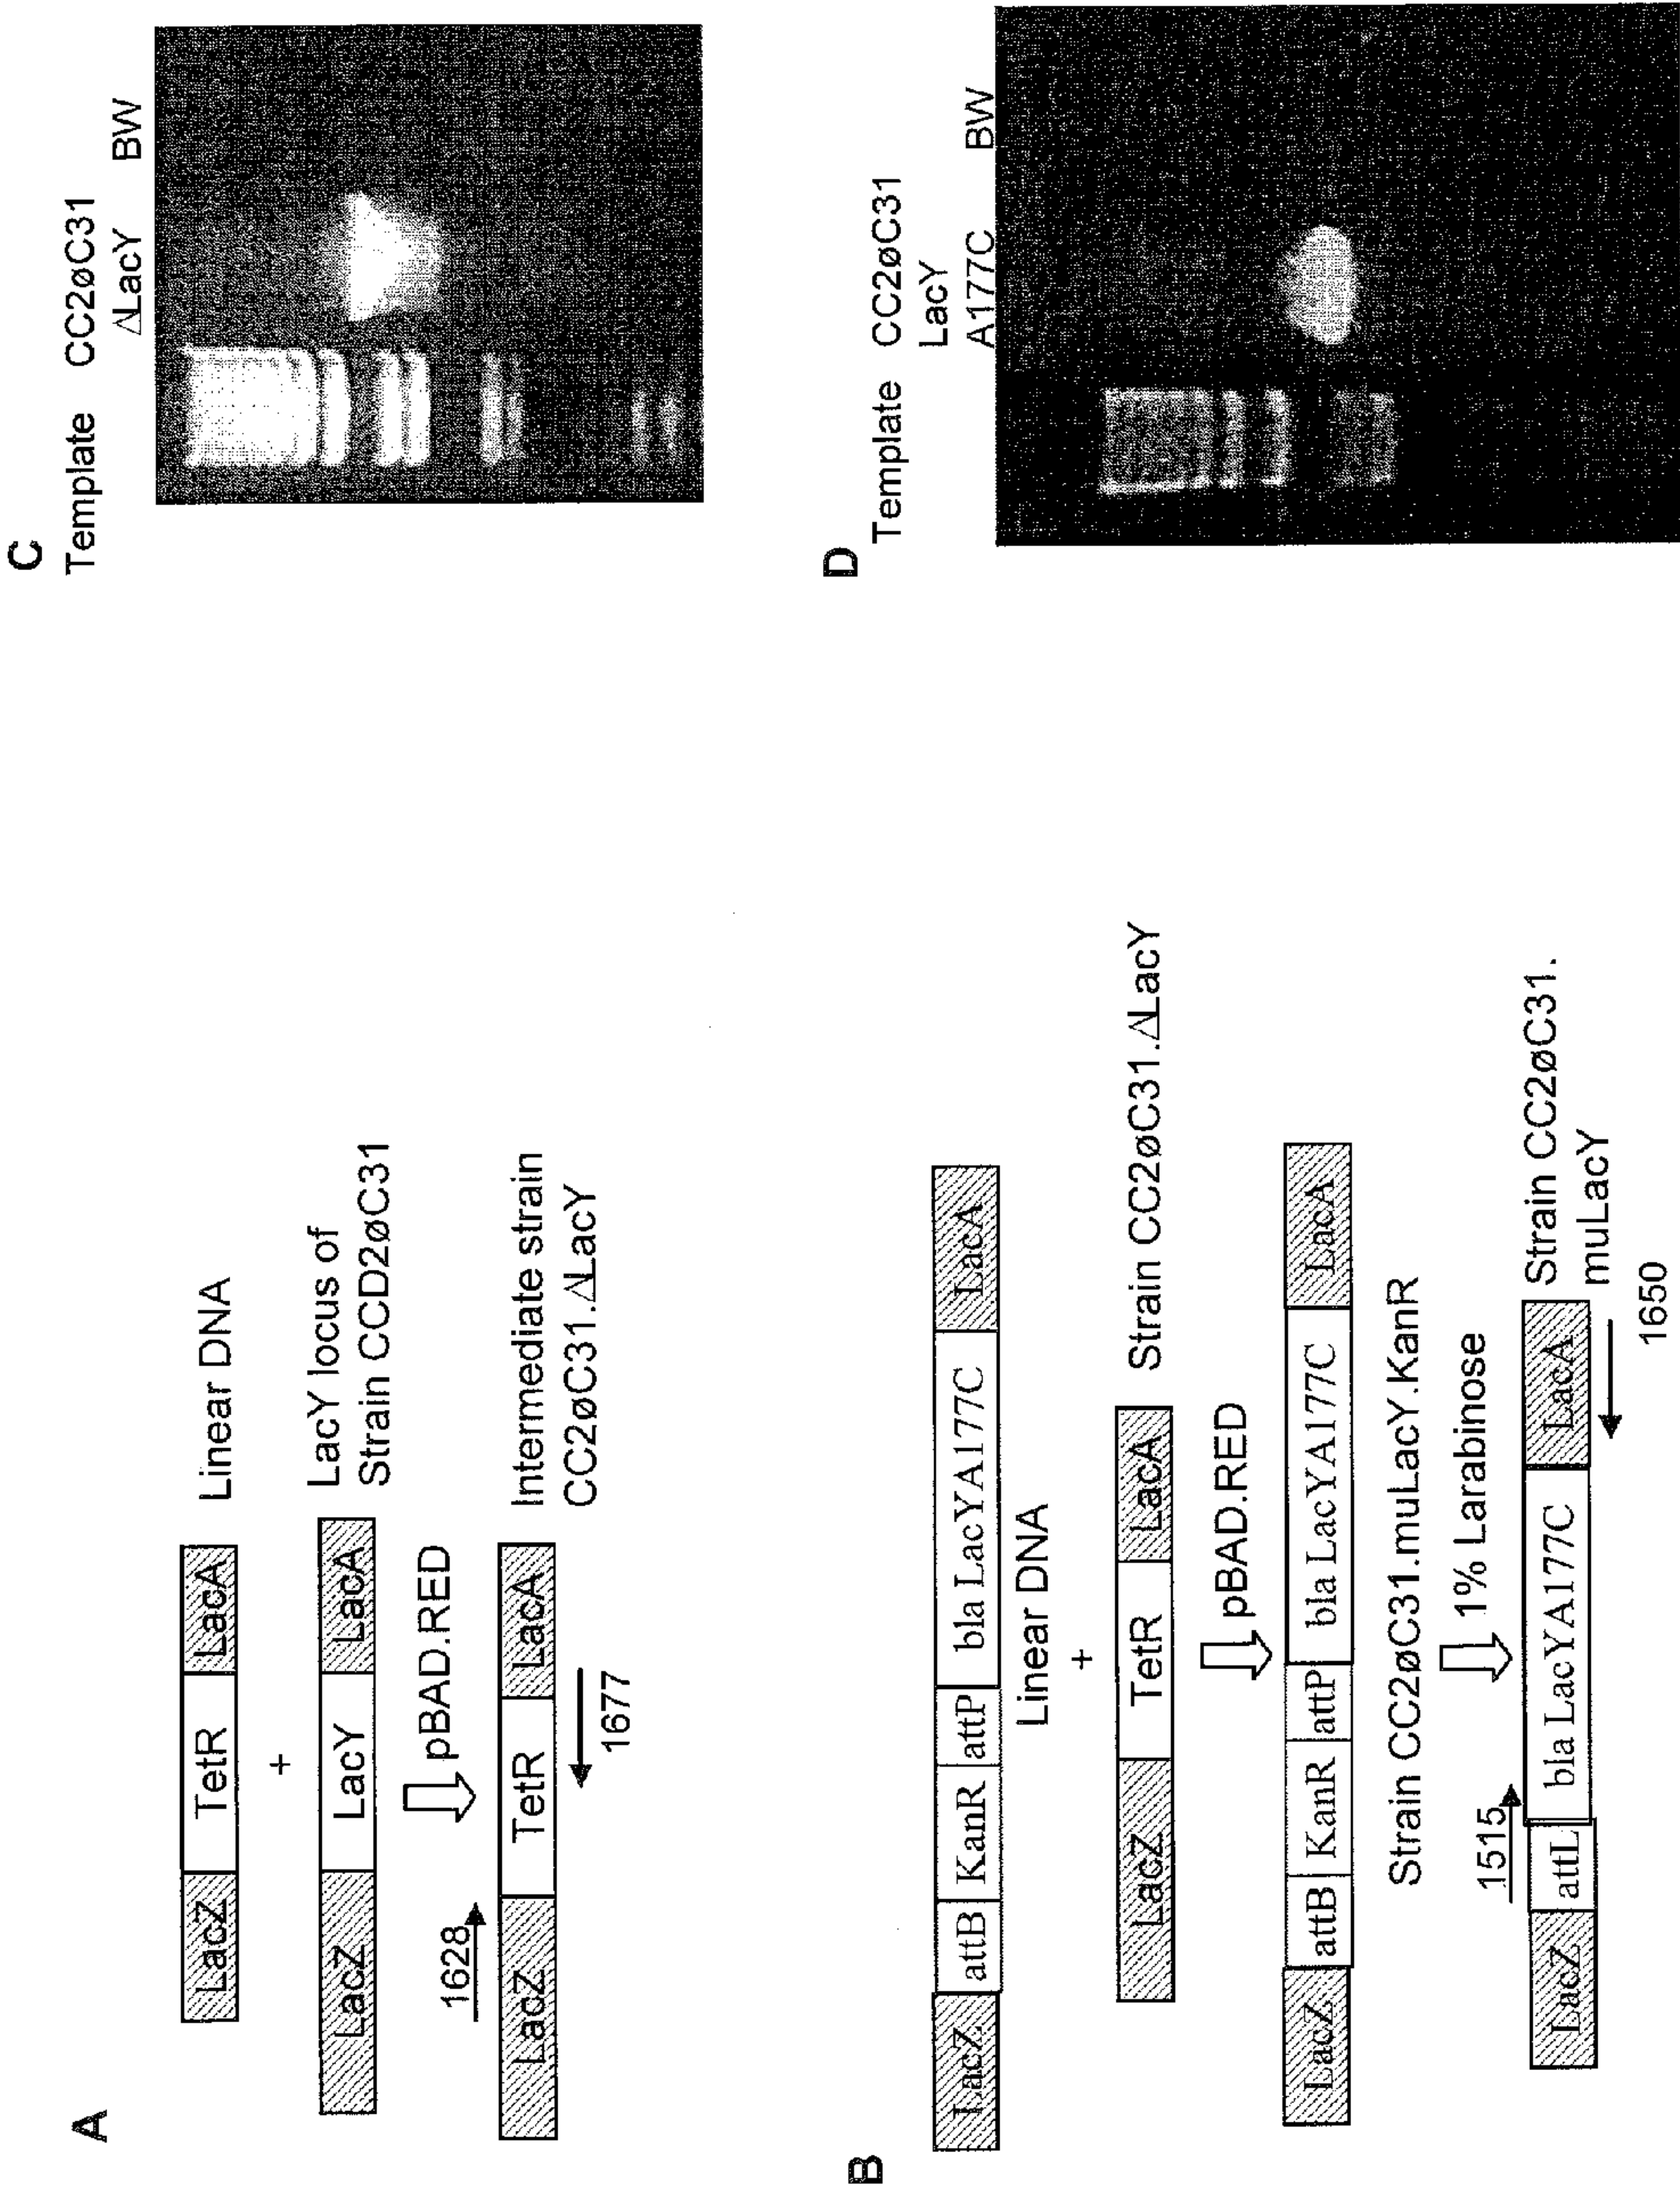 A
LacZ TetR LacA Linear DNA
+
LacZ LacY LacA LacY locus of
Strain CCD2øC31
pBAD.RED
1628
LacZ TetR LacA Intermediate strain
CC2øC31.ΔLacY
1677
B
LacZ attB KanR attP bla LacYA177C LacA
Linear DNA
+
LacZ TetR LacA Strain CC2øC31.ΔLacY
pBAD.RED
LacZ attB KanR attP bla LacYA177C LacA
Strain CC2øC31.muLacY.KanR
1% Larabinose
1515
LacZ attL bla LacYA177C LacA Strain CC2øC31.
muLacY
1650
C
Template CC2øC31 BW
ΔLacY
D
Template CC2øC31
LacY
A177C BW